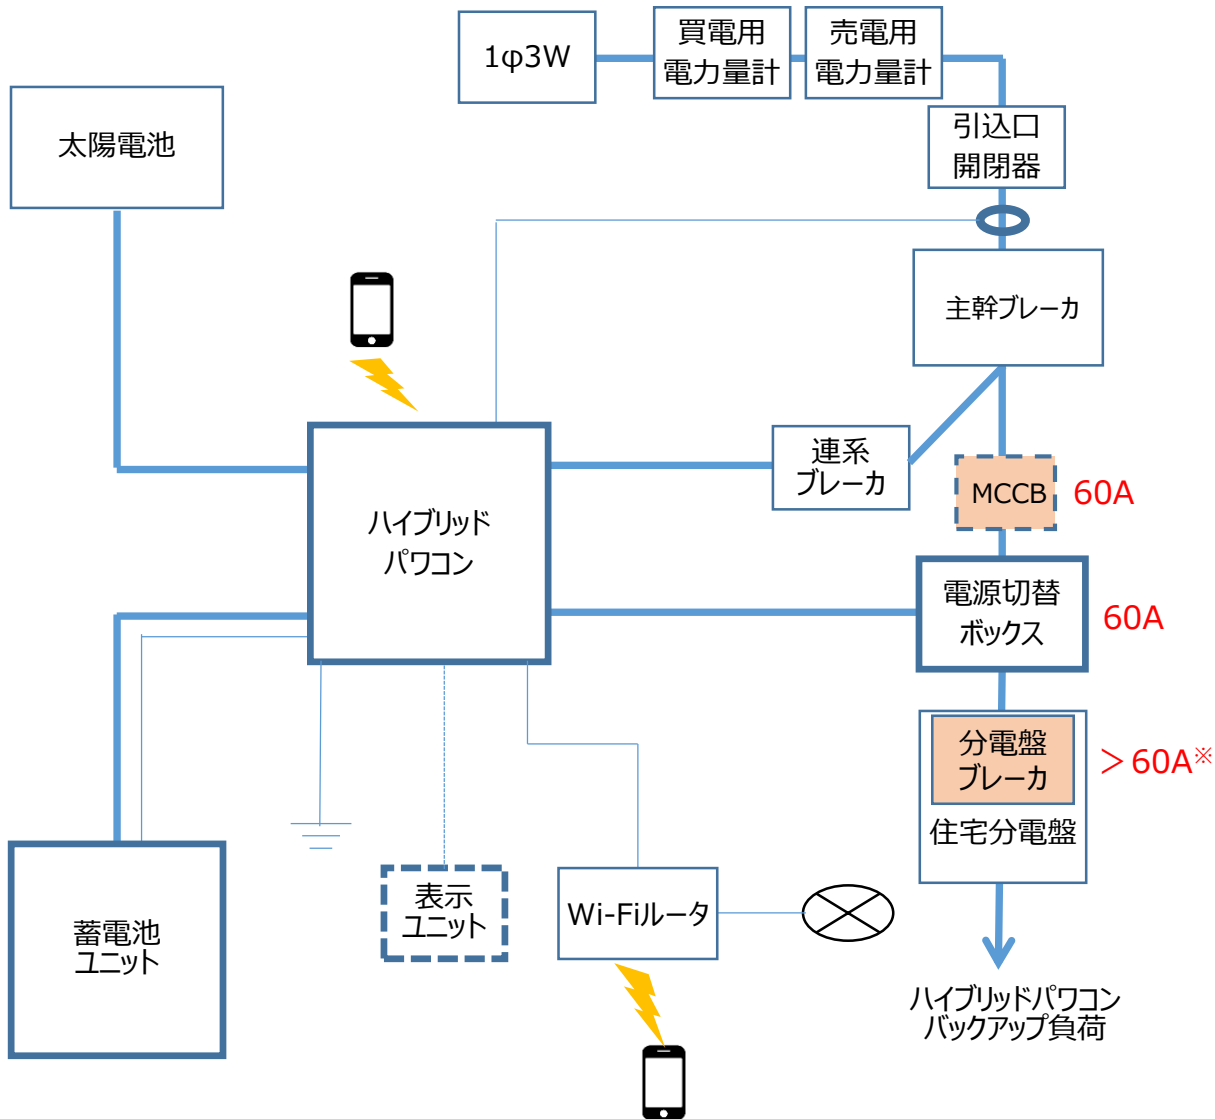 1φ3W
買電用
電力量計
売電用
電力量計
引込口
開閉器
太陽電池
主幹ブレーカ
連系
ブレーカ
MCCB
60A
ハイブリッド
パワコン
電源切替
ボックス
60A
分電盤
ブレーカ
＞60A※
住宅分電盤
蓄電池
ユニット
表示
ユニット
Wi-Fiルータ
ハイブリッドパワコン
バックアップ負荷